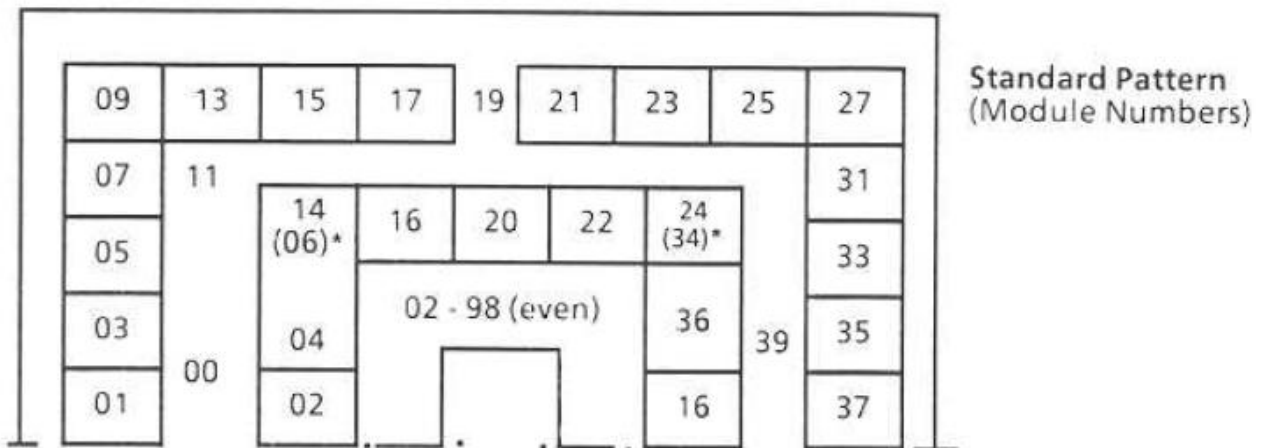 Standard Pattern
(Module Numbers)
09 13 15 17 19 21 23 25 27
07 11 31
14 16 20 22 24
(06)* (34)*
05 33
02 - 98 (even)
03 04 36 39 35
00
01 02 16 37